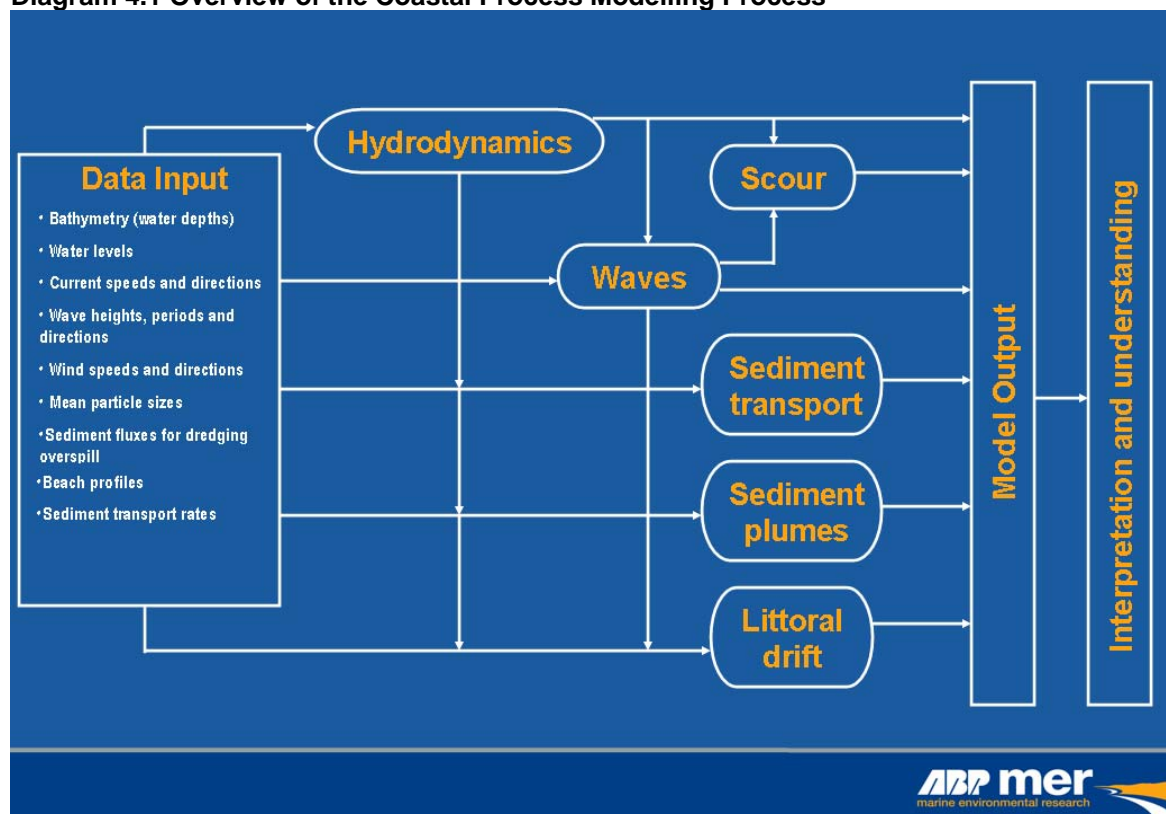 Diagram 4.1 Overview of the Coastal Process Modelling Process
Hydrodynamics
Data Input
• Bathymetry (water depths)
• Water levels
• Current speeds and directions
• Wave heights, periods and
directions
• Wind speeds and directions
• Mean particle sizes
•Sediment fluxes for dredging
overspill
•Beach profiles
•Sediment transport rates
Scour
Waves
Sediment
transport
Sediment
plumes
Littoral
drift
Model Output
Interpretation and understanding
ABP mer
marine environmental research